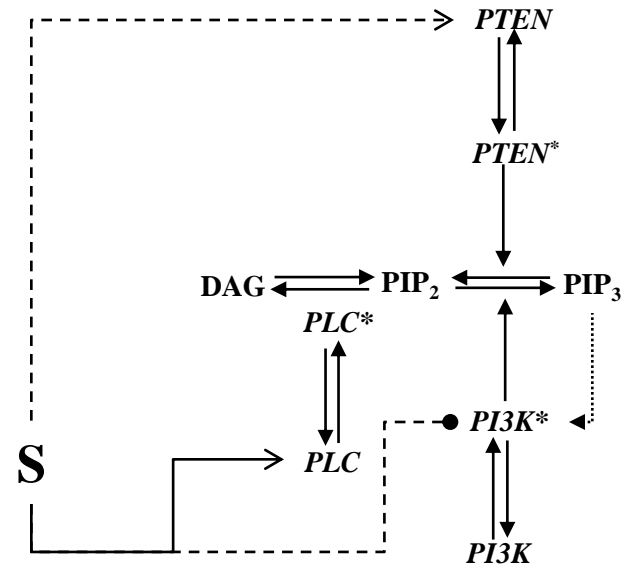 PTEN
PTEN*
DAG PIP₂ PIP₃
PLC*
PI3K*
S PLC
PI3K